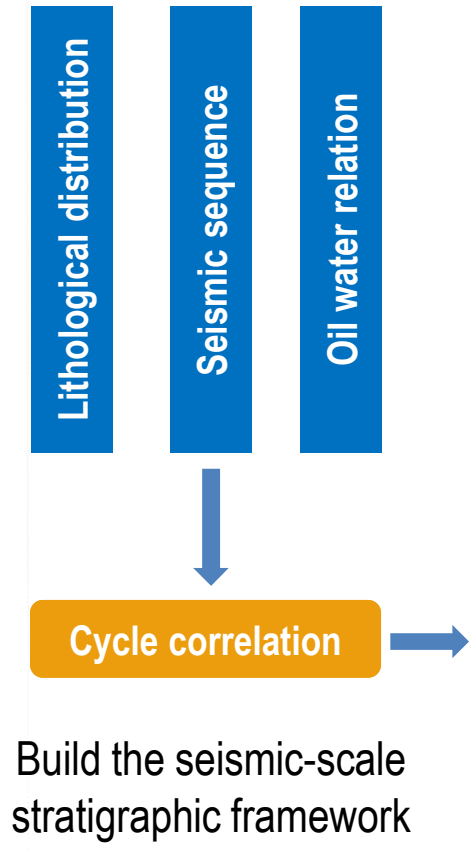 Lithological distribution
Seismic sequence
Oil water relation
Cycle correlation
Build the seismic-scale
stratigraphic framework